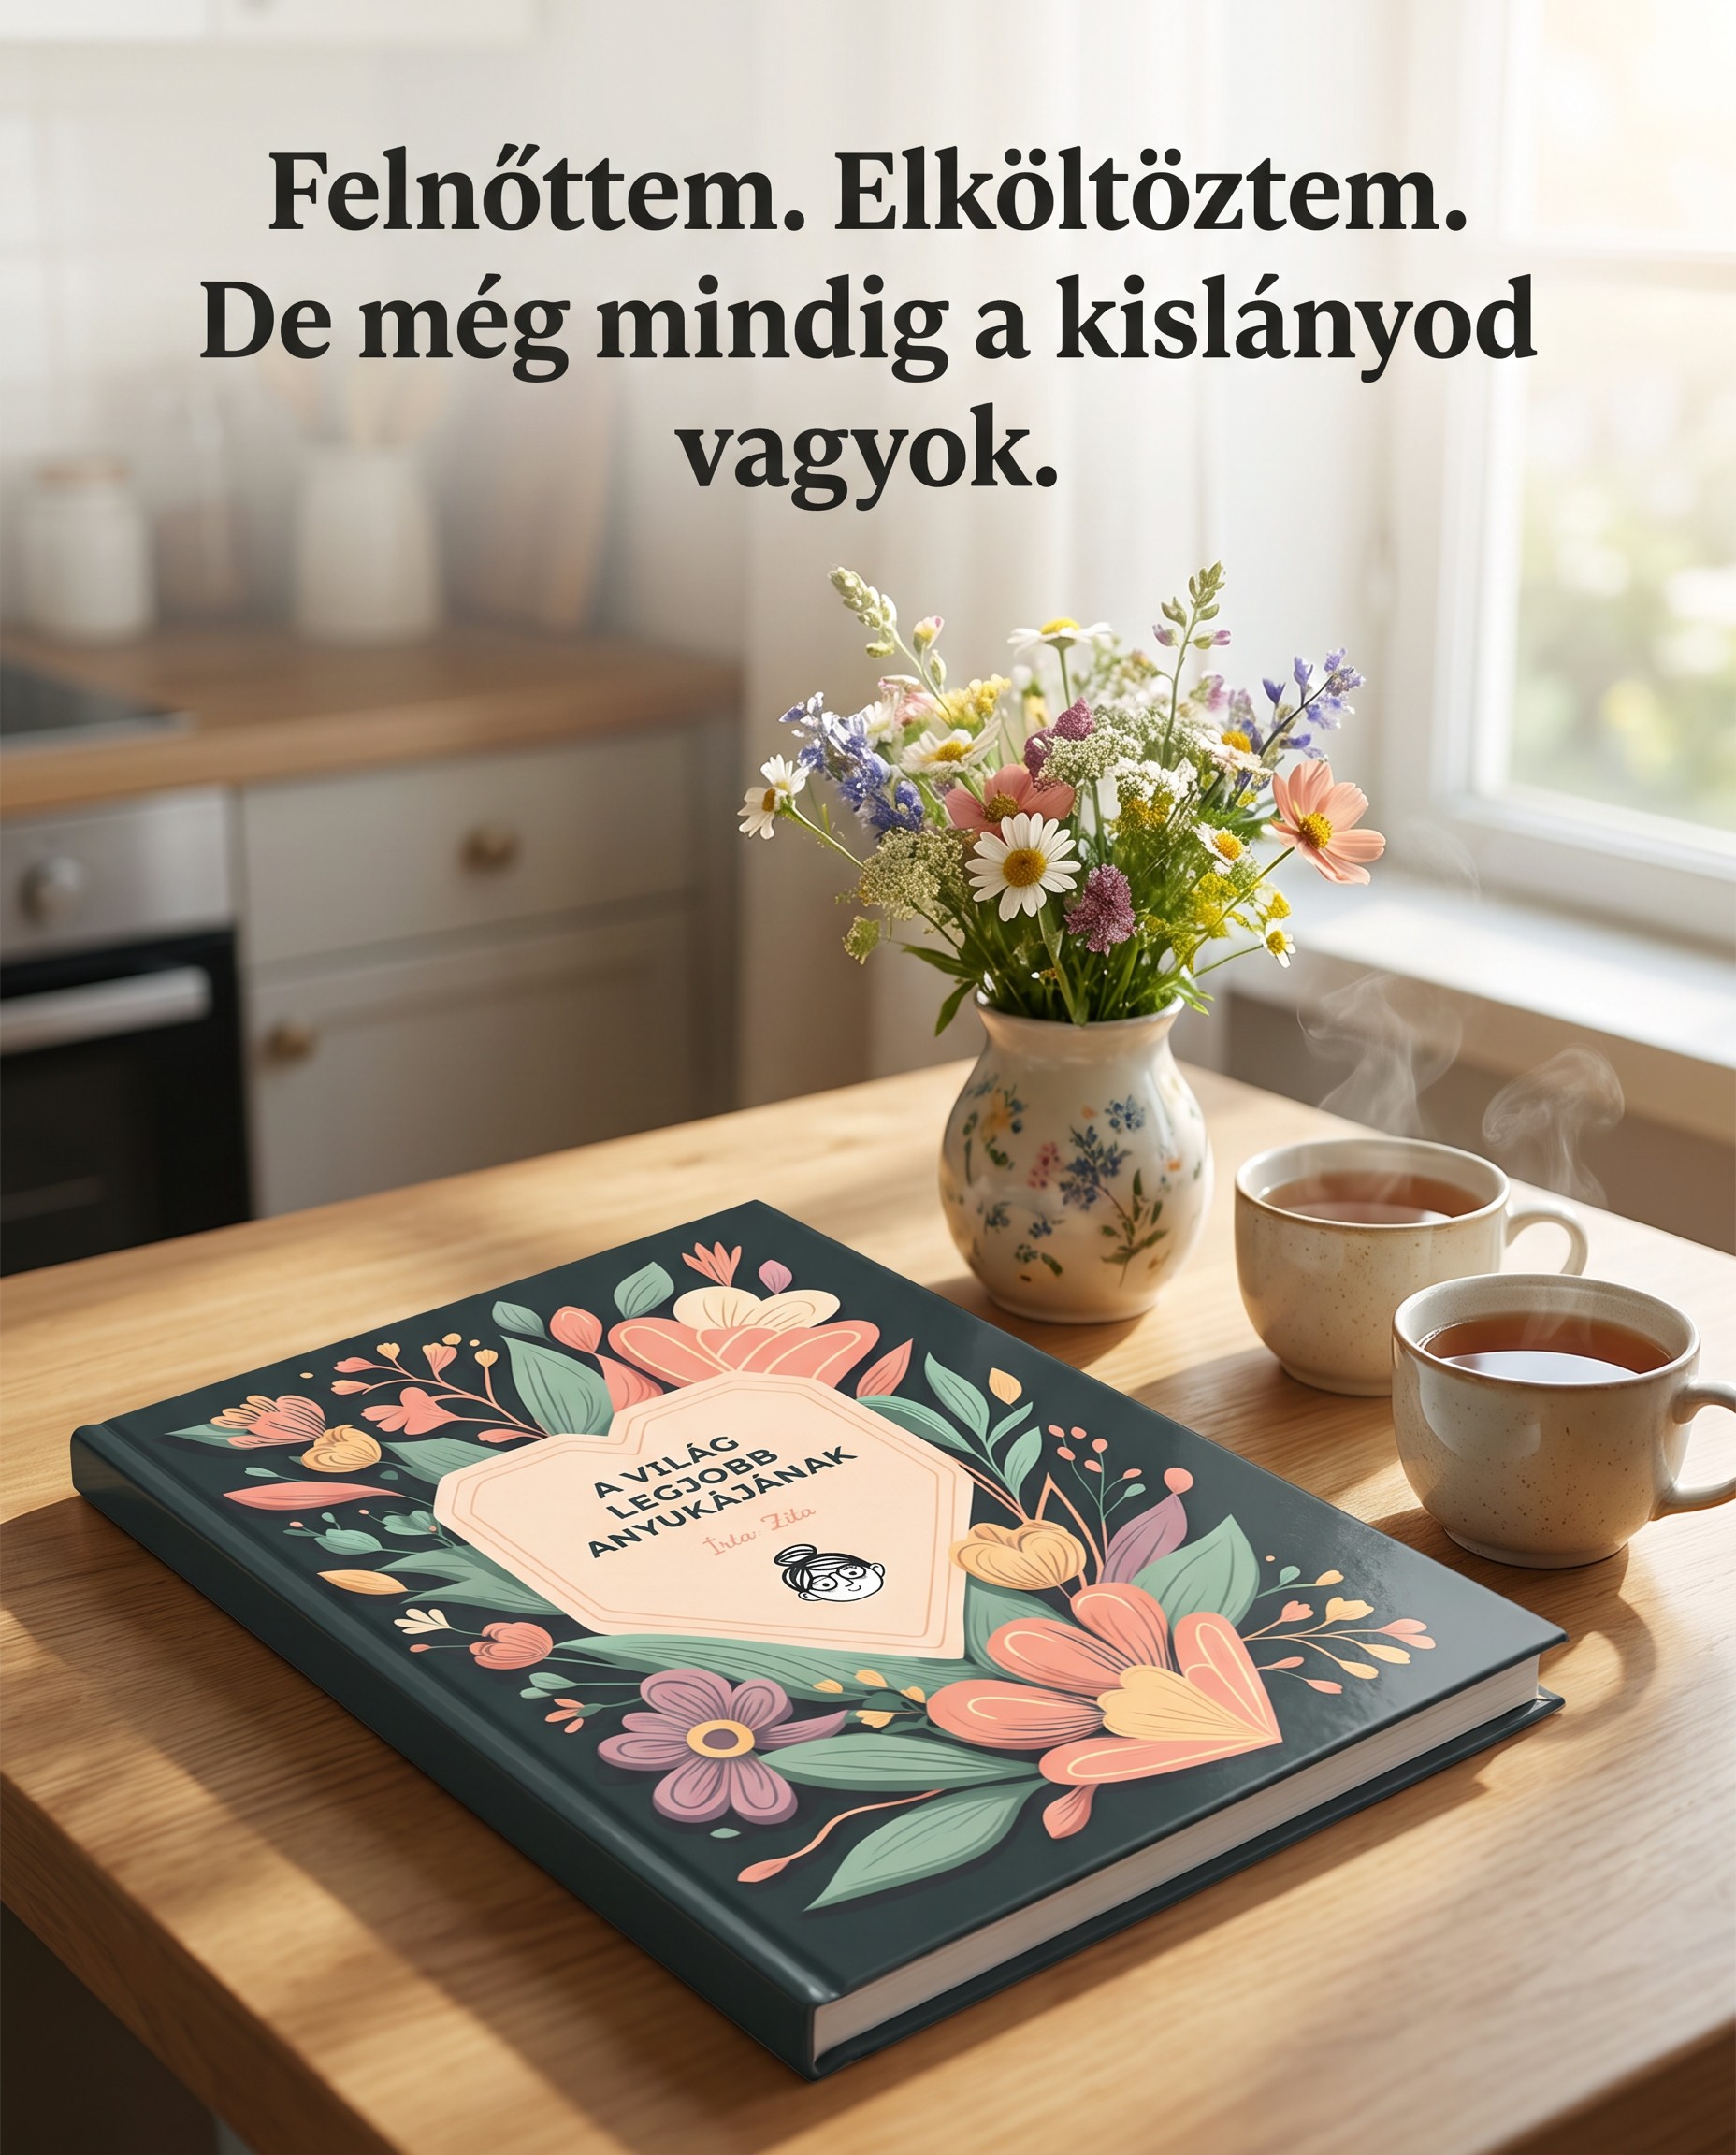 Felnőttem. Elköltöztem.
De még mindig a kislányod
vagyok.
A VILÁG
LEGJOBB
ANYUKÁJÁNAK
Írta: Zita